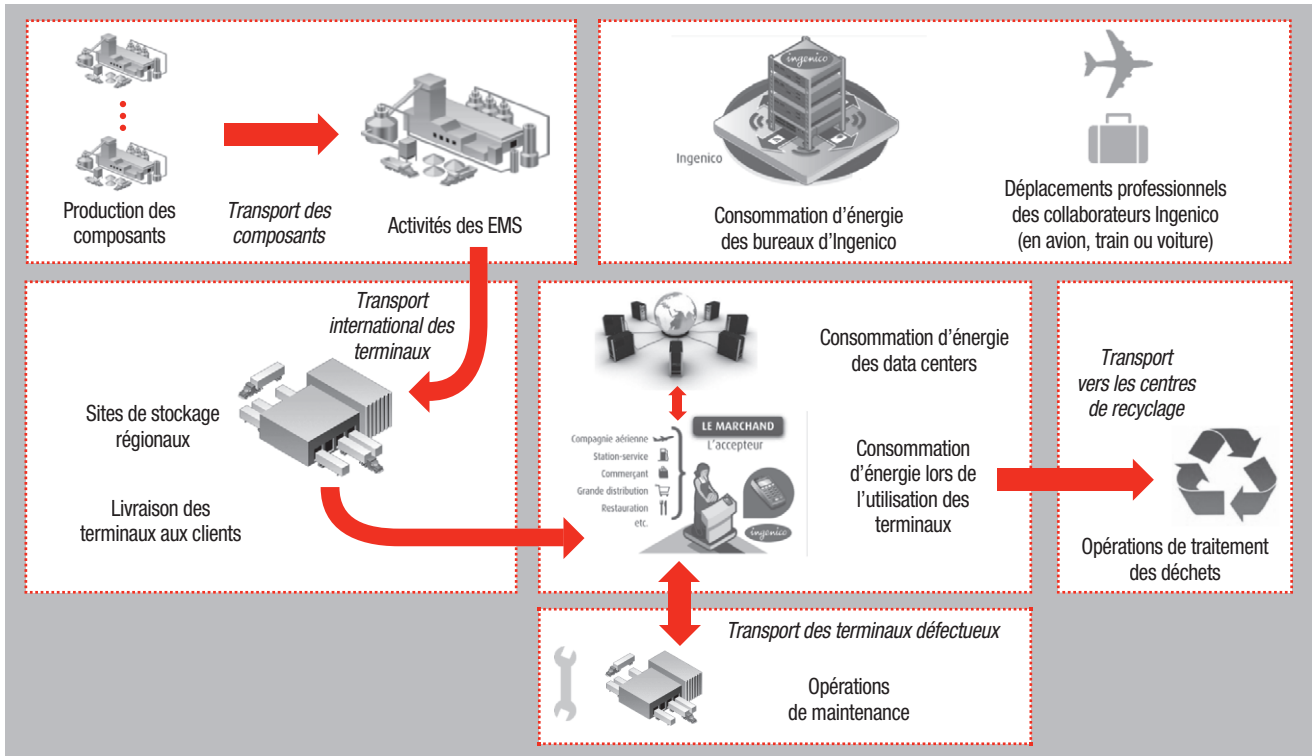 Production des
composants
Transport des
composants
Activités des EMS
ingenico
Ingenico
Consommation d'énergie
des bureaux d'Ingenico
Déplacements professionnels
des collaborateurs Ingenico
(en avion, train ou voiture)
Transport
international des
terminaux
Sites de stockage
régionaux
Livraison des
terminaux aux clients
Consommation d'énergie
des data centers
LE MARCHAND
L'accepteur
Compagnie aérienne
Station-service
Commerçant
Grande distribution
Restauration
etc.
ingenico
Consommation
d'énergie lors de
l'utilisation des
terminaux
Transport
vers les centres
de recyclage
Opérations de traitement
des déchets
Transport des terminaux défectueux
Opérations
de maintenance